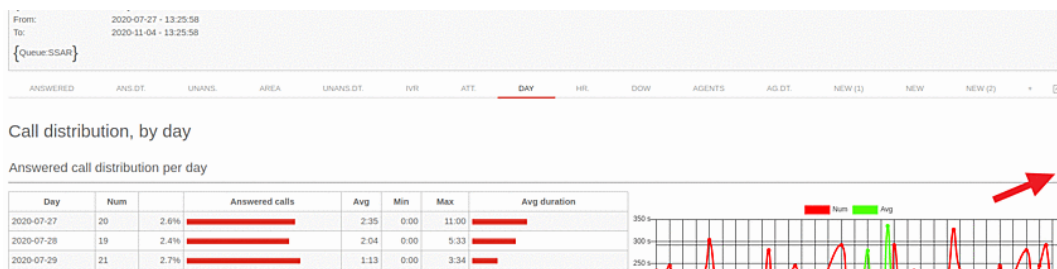 From: 2020-07-27 - 13:25:58
To: 2020-11-04 - 13:25:58
{Queue:SSAR}
ANSWERED ANS.DT. UNANS. AREA UNANS.DT. IVR ATT. DAY HR. DOW AGENTS AG.DT. NEW (1) NEW NEW (2) +
Call distribution, by day
Answered call distribution per day
Day Num Answered calls Avg Min Max Avg duration
2020-07-27 20 2.6% 2:35 0:00 11:00
2020-07-28 19 2.4% 2:04 0:00 5:33
2020-07-29 21 2.7% 1:13 0:00 3:34
Num Avg
350 s
300 s
250 s